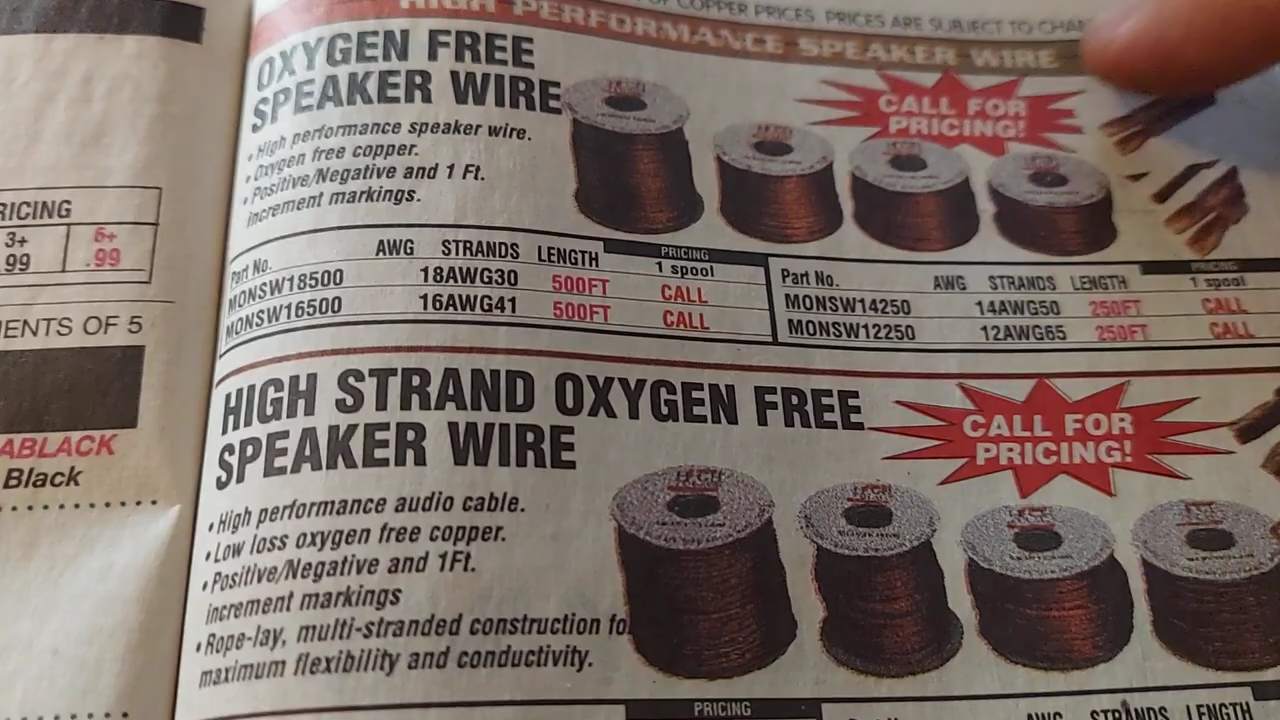 OF COPPER PRICES. PRICES ARE SUBJECT TO CHAN
HIGH PERFORMANCE SPEAKER WIRE
OXYGEN FREE
SPEAKER WIRE
• High performance speaker wire.
• Oxygen free copper.
• Positive/Negative and 1 Ft.
increment markings.
CALL FOR
PRICING!
PRICING
Part No. AWG STRANDS LENGTH 1 spool
MONSW18500 18AWG30 500FT CALL
MONSW16500 16AWG41 500FT CALL
PRICING
Part No. AWG STRANDS LENGTH 1 spool
MONSW14250 14AWG50 250FT CALL
MONSW12250 12AWG65 250FT CALL
RICING
3+ 6+
.99 .99
IENTS OF 5
ABLACK
Black
HIGH STRAND OXYGEN FREE
SPEAKER WIRE
• High performance audio cable.
• Low loss oxygen free copper.
• Positive/Negative and 1Ft.
increment markings
• Rope-lay, multi-stranded construction fo
maximum flexibility and conductivity.
CALL FOR
PRICING!
PRICING
AWG STRANDS LENGTH